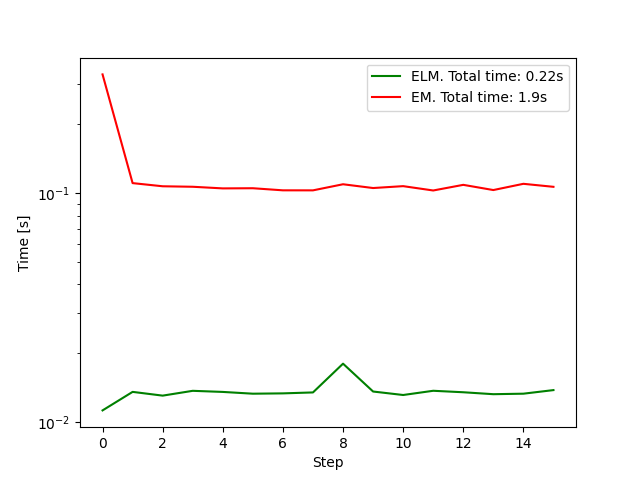 ELM. Total time: 0.22s
EM. Total time: 1.9s
10⁻¹
Time [s]
10⁻²
0 2 4 6 8 10 12 14
Step